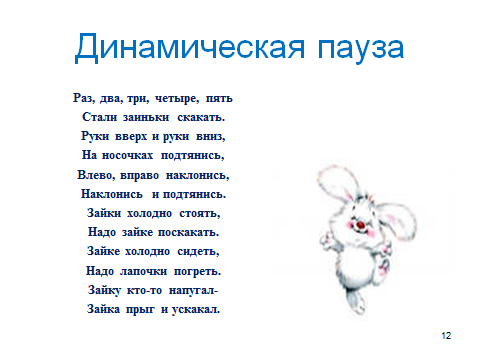 Динамическая пауза
Раз, два, три, четыре, пять
Стали заиньки скакать.
Руки вверх и руки вниз,
На носочках подтянись,
Влево, вправо наклонись,
Наклонись и подтянись.
Зайки холодно стоять,
Надо зайке поскакать.
Зайке холодно сидеть,
Надо лапочки погреть.
Зайку кто-то напугал-
Зайка прыг и ускакал.
12